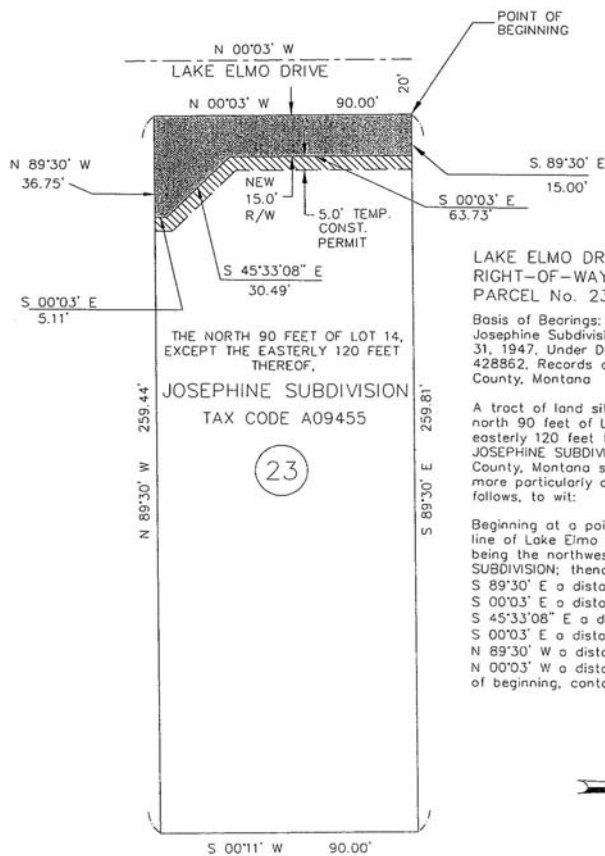 POINT OF
BEGINNING
N 00°03' W
LAKE ELMO DRIVE
20'
N 00°03' W 90.00'
N 89°30' W
36.75'
S. 89°30' E
15.00'
NEW
15.0'
R/W
S 00°03' E
63.73'
5.0' TEMP.
CONST.
PERMIT
S 45°33'08" E
30.49'
S 00°03' E
5.11'
THE NORTH 90 FEET OF LOT 14,
EXCEPT THE EASTERLY 120 FEET
THEREOF,
JOSEPHINE SUBDIVISION
TAX CODE A09455
23
N 89°30' W 259.44'
S 89°30' E 259.81'
S 00°11' W 90.00'
LAKE ELMO
RIGHT-OF-WAY
PARCEL No. 23
Basis of Bearings:
Josephine Subdivis
31, 1947, Under D
428862, Records o
County, Montana
A tract of land
north 90 feet of
easterly 120 feet
JOSEPHINE SUBDIV
County, Montana
more particularly
follows, to wit:
Beginning at a
line of Lake Elmo
being the northwes
SUBDIVISION;
S 89°30' E a dista
S 00°03' E a dista
S 45°33'08" E a d
S 00°03' E a dista
N 89°30' W a dista
N 00°03' W a dista
of beginning,